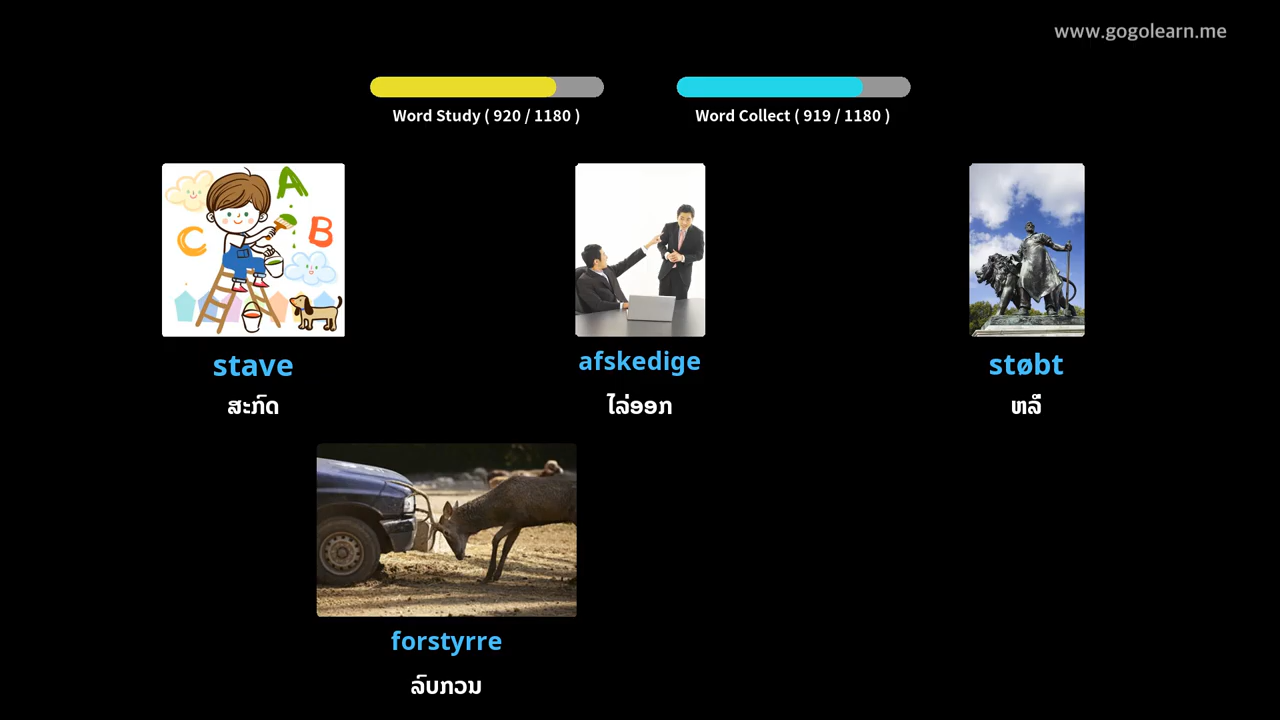 www.gogolearn.me
Word Study ( 920 / 1180 )
Word Collect ( 919 / 1180 )
A
B
C
stave
afskedige
støbt
ສະກົດ
ໄລ່ອອກ
ຫລໍ່
forstyrre
ລົບກວນ